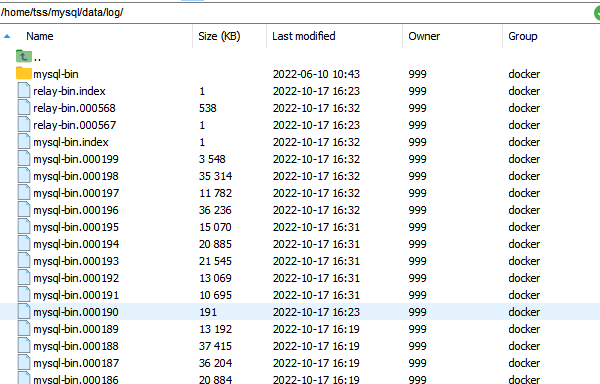 /home/tss/mysql/data/log/
Name Size (KB) Last modified Owner Group
..
mysql-bin 2022-06-10 10:43 999 docker
relay-bin.index 1 2022-10-17 16:23 999 docker
relay-bin.000568 538 2022-10-17 16:32 999 docker
relay-bin.000567 1 2022-10-17 16:23 999 docker
mysql-bin.index 1 2022-10-17 16:32 999 docker
mysql-bin.000199 3 548 2022-10-17 16:32 999 docker
mysql-bin.000198 35 314 2022-10-17 16:32 999 docker
mysql-bin.000197 11 782 2022-10-17 16:32 999 docker
mysql-bin.000196 36 236 2022-10-17 16:32 999 docker
mysql-bin.000195 15 070 2022-10-17 16:31 999 docker
mysql-bin.000194 20 885 2022-10-17 16:31 999 docker
mysql-bin.000193 21 545 2022-10-17 16:31 999 docker
mysql-bin.000192 13 069 2022-10-17 16:31 999 docker
mysql-bin.000191 10 695 2022-10-17 16:31 999 docker
mysql-bin.000190 191 2022-10-17 16:23 999 docker
mysql-bin.000189 13 192 2022-10-17 16:19 999 docker
mysql-bin.000188 37 415 2022-10-17 16:19 999 docker
mysql-bin.000187 36 204 2022-10-17 16:19 999 docker
mysql-bin.000186 20 884 2022-10-17 16:19 999 docker